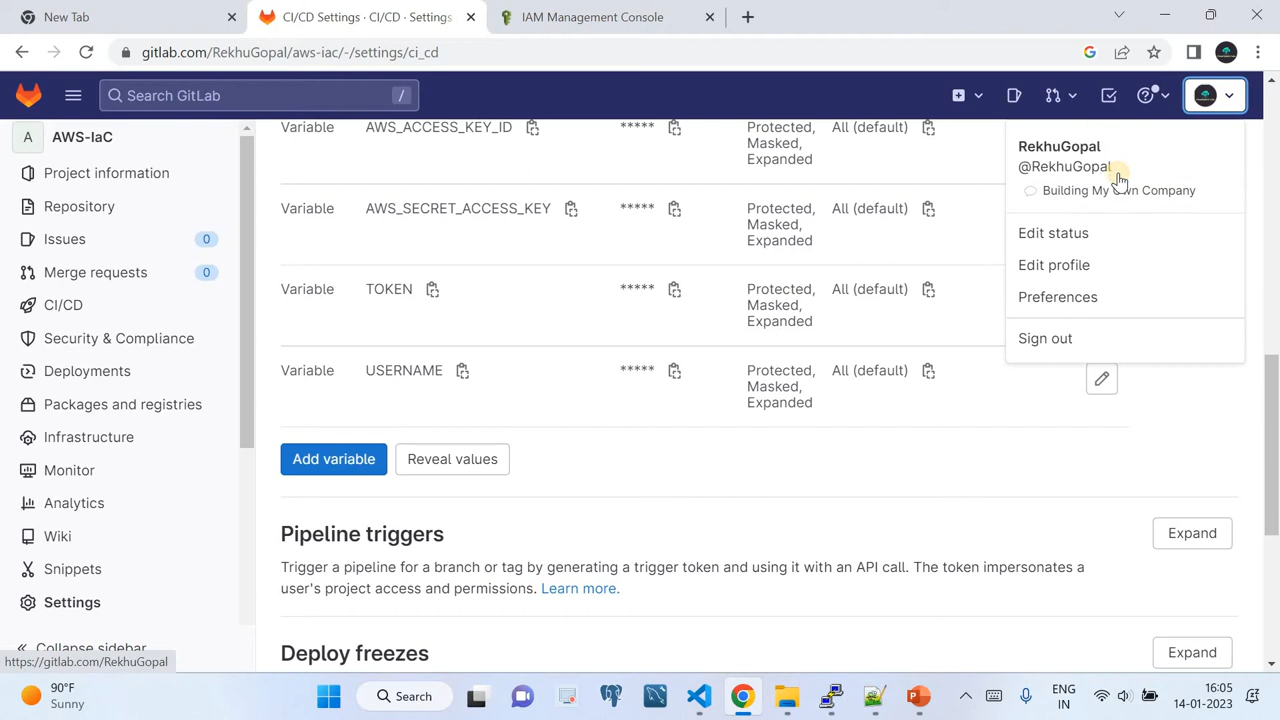 New Tab
CI/CD Settings · CI/CD · Settings
IAM Management Console
gitlab.com/RekhuGopal/aws-iac/-/settings/ci_cd
Search GitLab
/
A AWS-IaC
Project information
Repository
Issues 0
Merge requests 0
CI/CD
Security & Compliance
Deployments
Packages and registries
Infrastructure
Monitor
Analytics
Wiki
Snippets
Settings
Collapse sidebar
https://gitlab.com/RekhuGopal
Variable AWS_ACCESS_KEY_ID ***** Protected, All (default)
Masked,
Expanded
Variable AWS_SECRET_ACCESS_KEY ***** Protected, All (default)
Masked,
Expanded
Variable TOKEN ***** Protected, All (default)
Masked,
Expanded
Variable USERNAME ***** Protected, All (default)
Masked,
Expanded
Add variable Reveal values
Pipeline triggers Expand
Trigger a pipeline for a branch or tag by generating a trigger token and using it with an API call. The token impersonates a
user's project access and permissions. Learn more.
Deploy freezes Expand
RekhuGopal
@RekhuGopal
Building My Own Company
Edit status
Edit profile
Preferences
Sign out
90°F
Sunny
Search
ENG
IN
16:05
14-01-2023